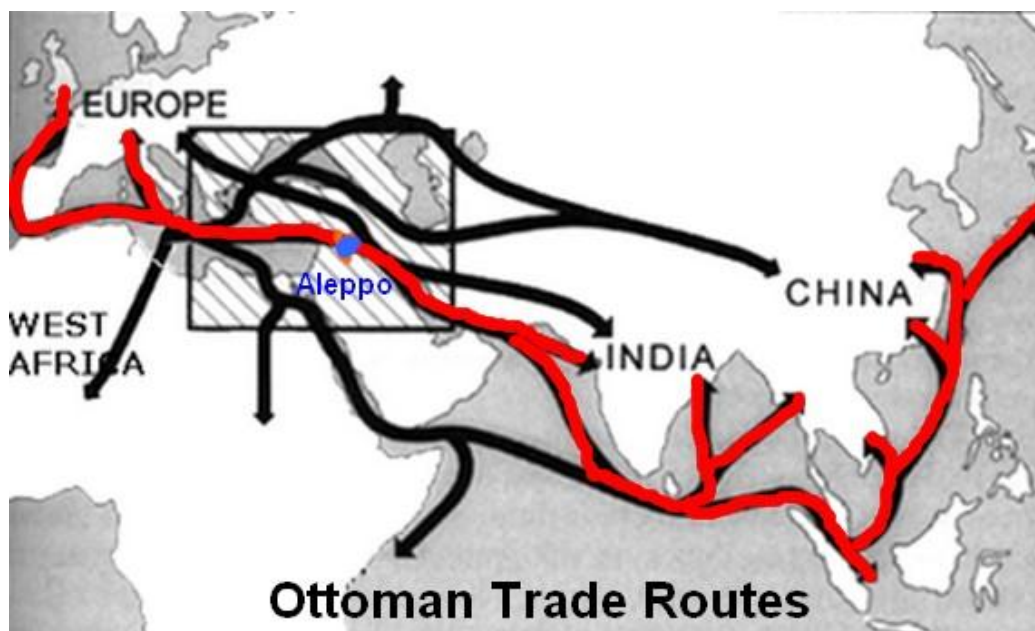 EUROPE
Aleppo
CHINA
WEST
AFRICA
INDIA
Ottoman Trade Routes